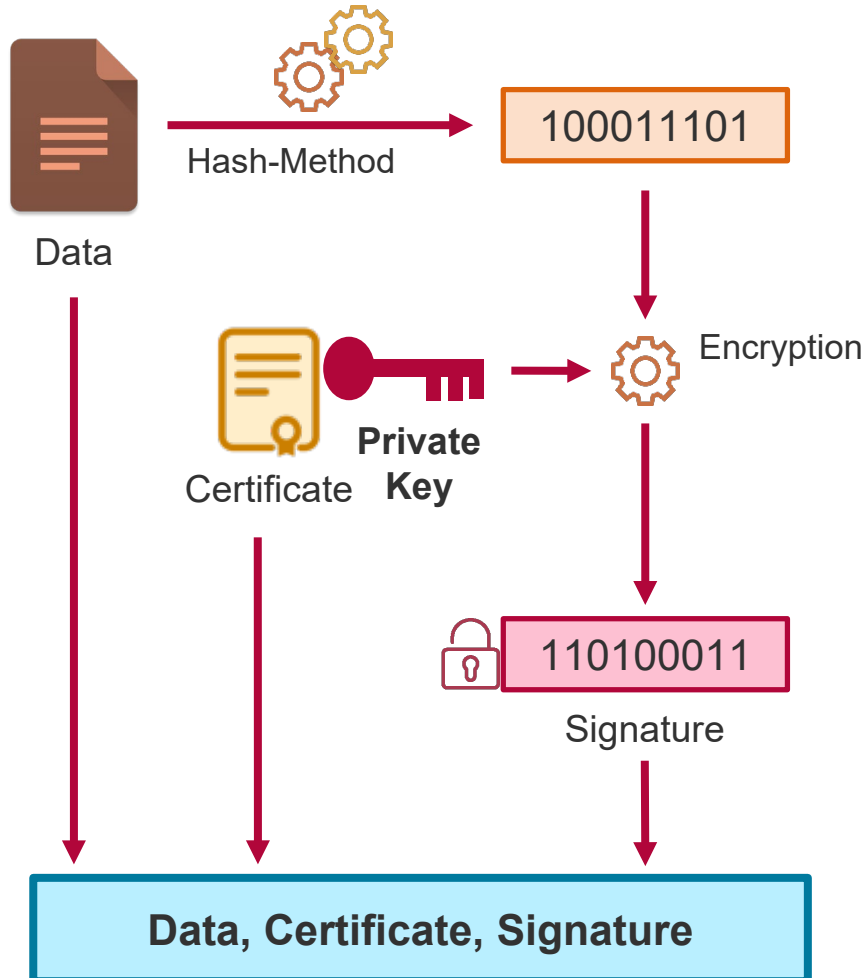 100011101
Hash-Method
Data
Encryption
Private
Key
Certificate
110100011
Signature
Data, Certificate, Signature